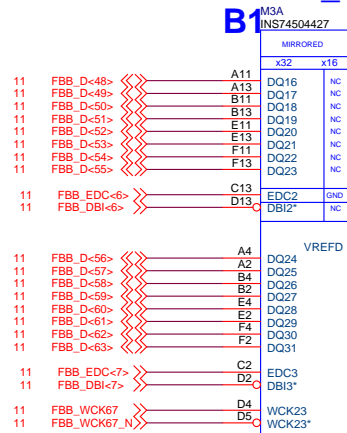 B1 M3A
INS74504427
MIRRORED
x32 x16
11 FBB_D<48> A11 DQ16 NC
11 FBB_D<49> A13 DQ17 NC
11 FBB_D<50> B11 DQ18 NC
11 FBB_D<51> B13 DQ19 NC
11 FBB_D<52> E11 DQ20 NC
11 FBB_D<53> E13 DQ21 NC
11 FBB_D<54> F11 DQ22 NC
11 FBB_D<55> F13 DQ23 NC
11 FBB_EDC<6> C13 EDC2 GND
11 FBB_DBI<6> D13 DBI2* NC
VREFD
11 FBB_D<56> A4 DQ24
11 FBB_D<57> A2 DQ25
11 FBB_D<58> B4 DQ26
11 FBB_D<59> B2 DQ27
11 FBB_D<60> E4 DQ28
11 FBB_D<61> E2 DQ29
11 FBB_D<62> F4 DQ30
11 FBB_D<63> F2 DQ31
11 FBB_EDC<7> C2 EDC3
11 FBB_DBI<7> D2 DBI3*
11 FBB_WCK67 D4 WCK23
11 FBB_WCK67_N D5 WCK23*